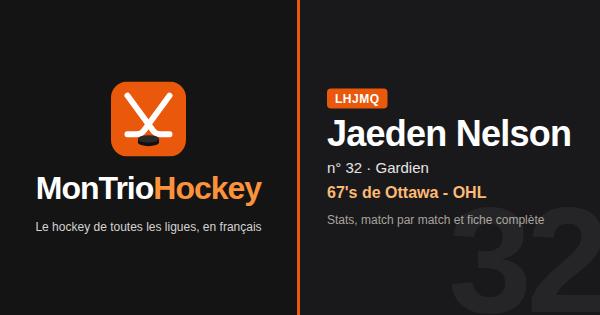 MonTrioHockey
Le hockey de toutes les ligues, en français
LHJMQ
Jaeden Nelson
n° 32 · Gardien
67's de Ottawa - OHL
Stats, match par match et fiche complète
32